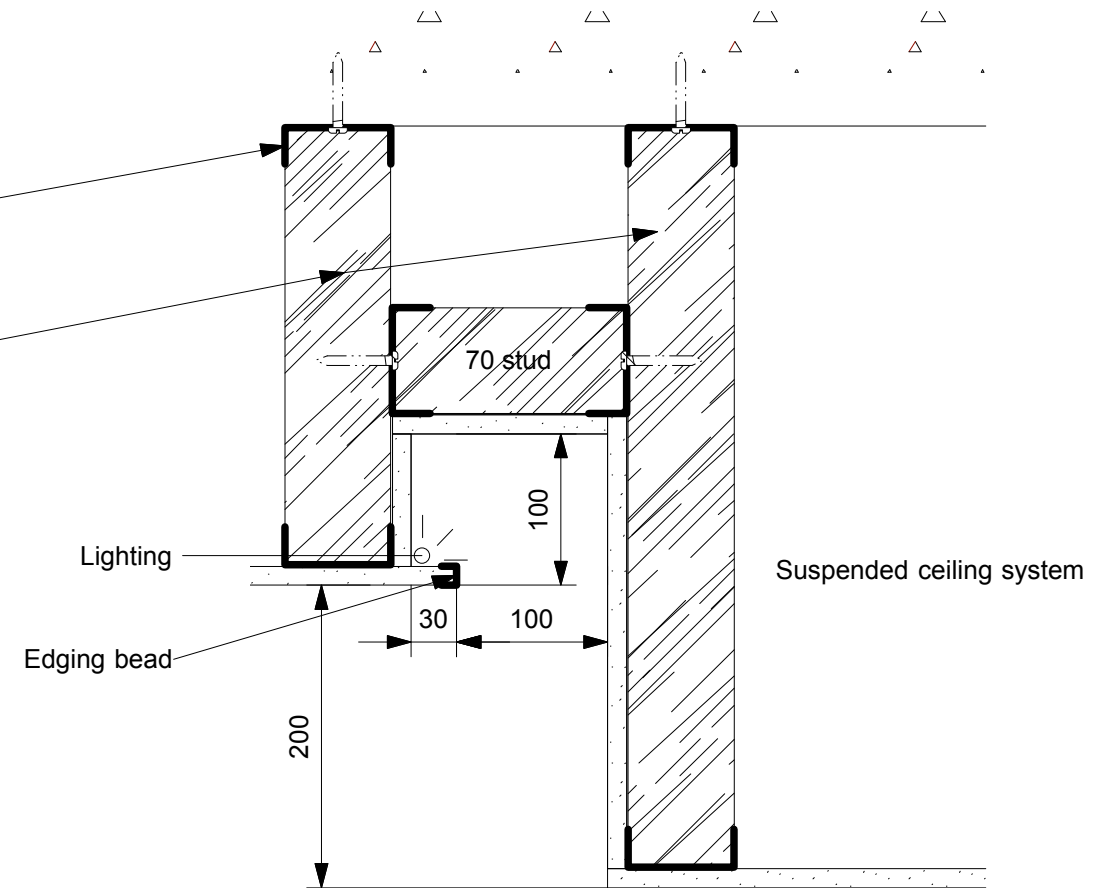 70 stud
100
Lighting
Suspended ceiling system
30
100
Edging bead
200